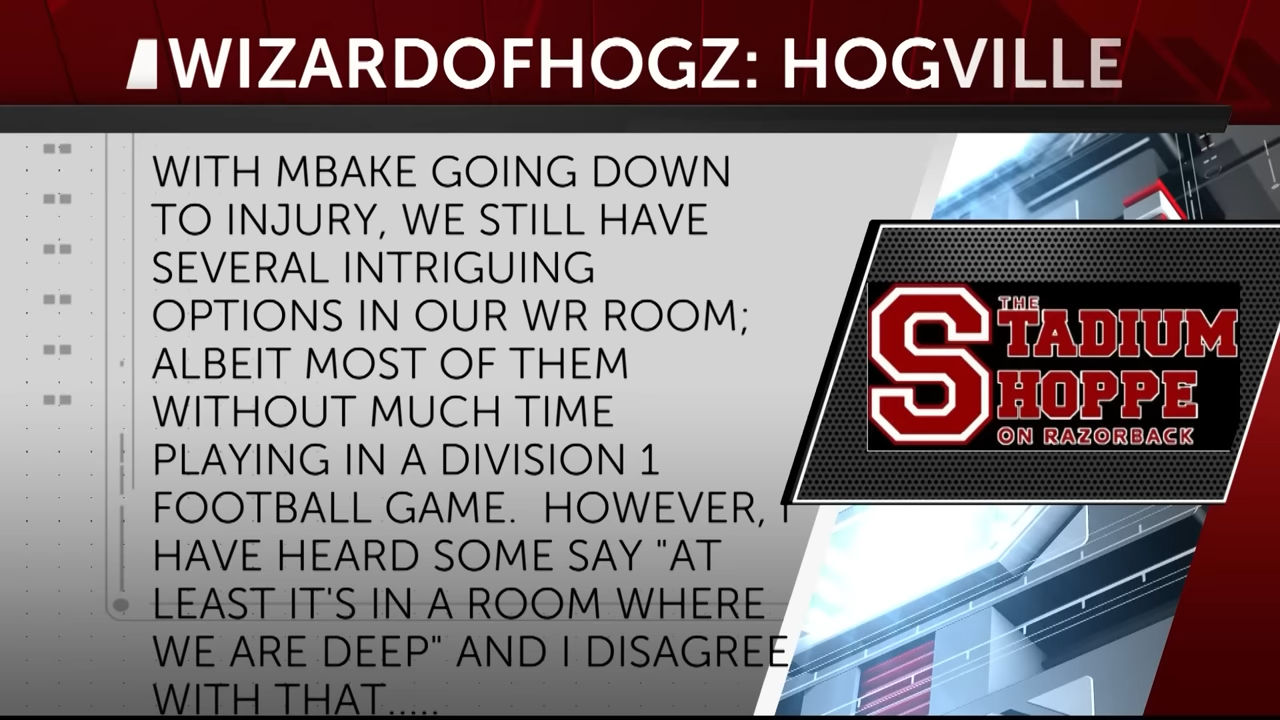 WIZARDOFHOGZ: HOGVILLE
WITH MBAKE GOING DOWN
TO INJURY, WE STILL HAVE
SEVERAL INTRIGUING
OPTIONS IN OUR WR ROOM;
ALBEIT MOST OF THEM
WITHOUT MUCH TIME
PLAYING IN A DIVISION 1
FOOTBALL GAME. HOWEVER, I
HAVE HEARD SOME SAY "AT
LEAST IT'S IN A ROOM WHERE
WE ARE DEEP" AND I DISAGREE
WITH THAT.....
THE
STADIUM
SHOPPE
ON RAZORBACK